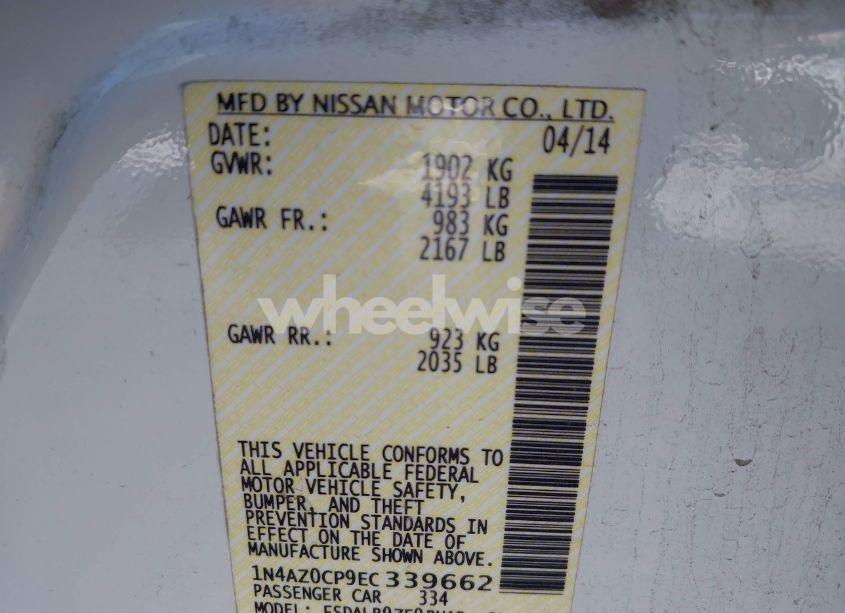 MFD BY NISSAN MOTOR CO., LTD.
DATE: 04/14
GVWR: 1902 KG
4193 LB
GAWR FR.: 983 KG
2167 LB
wheelwise
GAWR RR.: 923 KG
2035 LB
THIS VEHICLE CONFORMS TO
ALL APPLICABLE FEDERAL
MOTOR VEHICLE SAFETY,
BUMPER, AND THEFT
PREVENTION STANDARDS IN
EFFECT ON THE DATE OF
MANUFACTURE SHOWN ABOVE.
1N4AZ0CP9EC339662
PASSENGER CAR 334
MODEL: